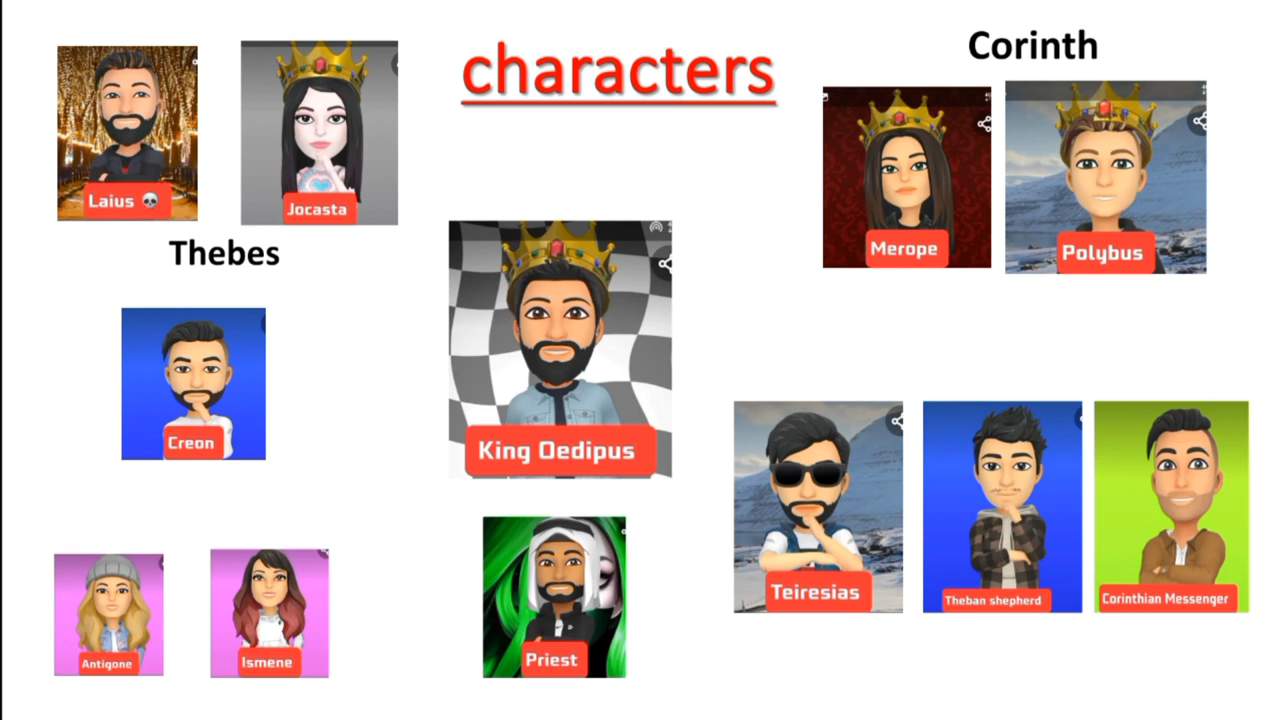 characters
Corinth
Laius 💀
Jocasta
Merope
Polybus
Thebes
Creon
King Oedipus
Teiresias
Theban shepherd
Corinthian Messenger
Antigone
Ismene
Priest